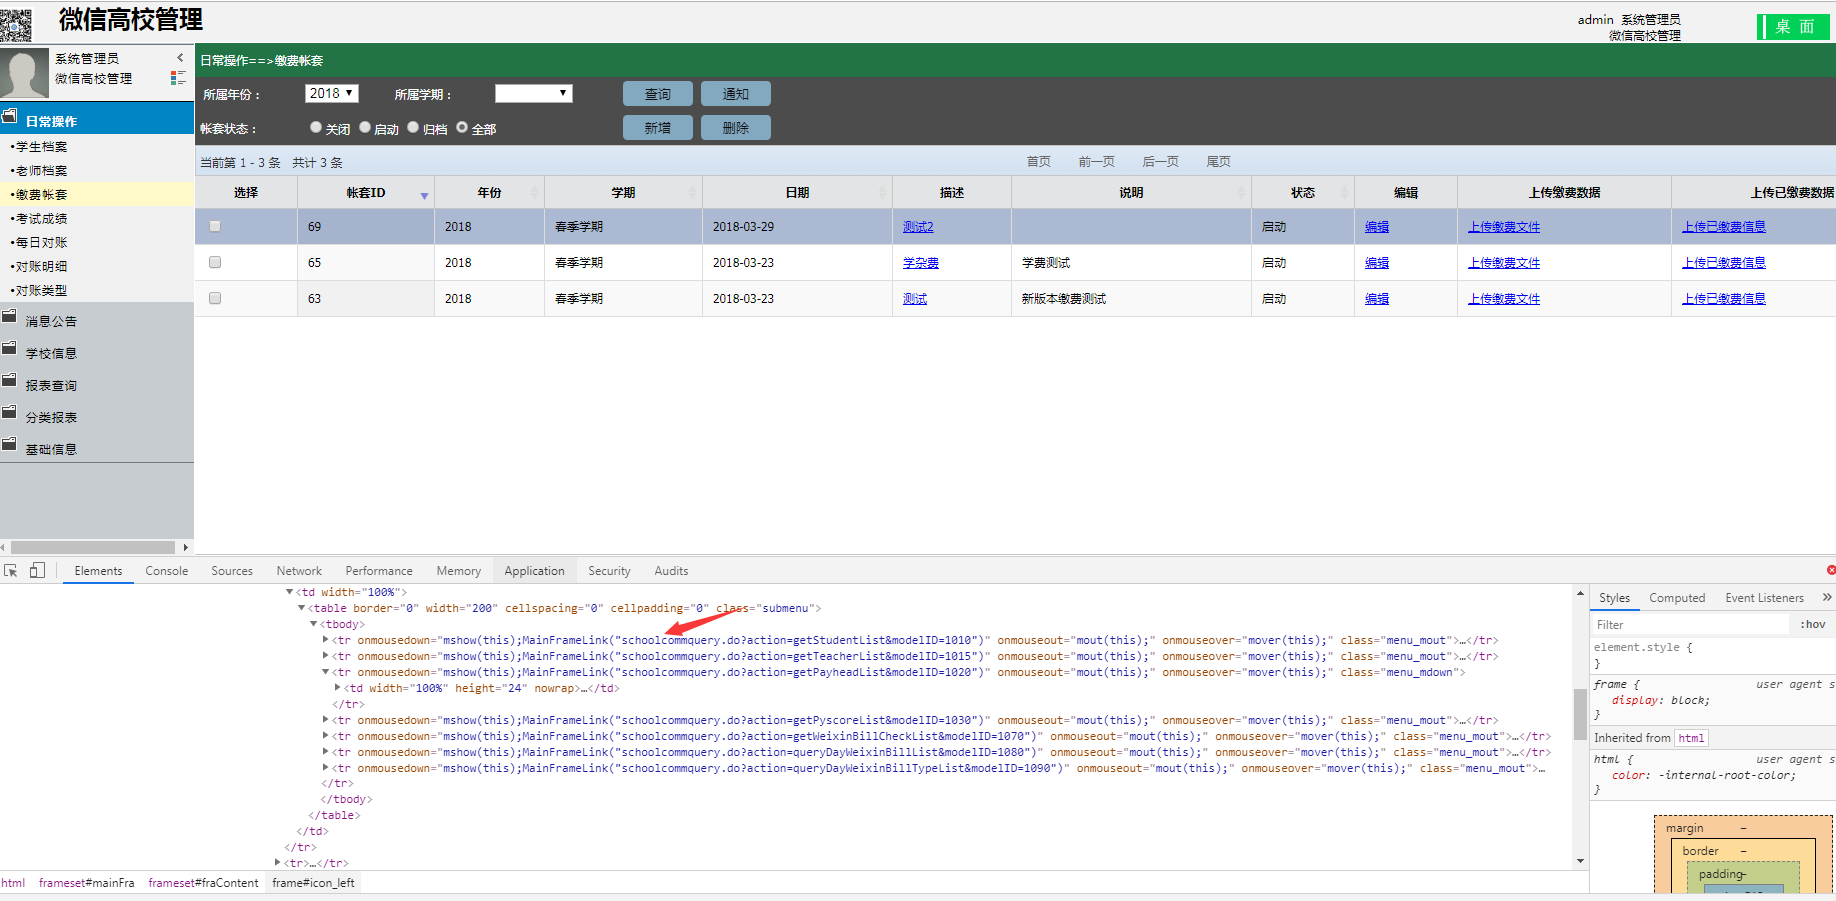 微信高校管理
admin 系统管理员
微信高校管理
桌 面
系统管理员
微信高校管理
日常操作
•学生档案
•老师档案
•缴费帐套
•考试成绩
•每日对账
•对账明细
•对账类型
消息公告
学校信息
报表查询
分类报表
基础信息
日常操作==>缴费帐套
所属年份： 2018 所属学期： 查询 通知
帐套状态： 关闭 启动 归档 全部 新增 删除
当前第 1 - 3 条 共计 3 条 首页 前一页 后一页 尾页
选择 帐套ID 年份 学期 日期 描述 说明 状态 编辑 上传缴费数据 上传已缴费数据
69 2018 春季学期 2018-03-29 测试2 启动 编辑 上传缴费文件 上传已缴费信息
65 2018 春季学期 2018-03-23 学杂费 学费测试 启动 编辑 上传缴费文件 上传已缴费信息
63 2018 春季学期 2018-03-23 测试 新版本缴费测试 启动 编辑 上传缴费文件 上传已缴费信息
Elements Console Sources Network Performance Memory Application Security Audits
<td width="100%">
<table border="0" width="200" cellspacing="0" cellpadding="0" class="submenu">
<tbody>
<tr onmousedown="mshow(this);MainFrameLink("schoolcommquery.do?action=getStudentList&modelID=1010")" onmouseout="mout(this);" onmouseover="mover(this);" class="menu_mout">…</tr>
<tr onmousedown="mshow(this);MainFrameLink("schoolcommquery.do?action=getTeacherList&modelID=1015")" onmouseout="mout(this);" onmouseover="mover(this);" class="menu_mout">…</tr>
<tr onmousedown="mshow(this);MainFrameLink("schoolcommquery.do?action=getPayheadList&modelID=1020")" onmouseout="mout(this);" onmouseover="mover(this);" class="menu_mdown">
<td width="100%" height="24" nowrap>…</td>
</tr>
<tr onmousedown="mshow(this);MainFrameLink("schoolcommquery.do?action=getPyscoreList&modelID=1030")" onmouseout="mout(this);" onmouseover="mover(this);" class="menu_mout">…</tr>
<tr onmousedown="mshow(this);MainFrameLink("schoolcommquery.do?action=getWeixinBillCheckList&modelID=1070")" onmouseout="mout(this);" onmouseover="mover(this);" class="menu_mout">…</tr>
<tr onmousedown="mshow(this);MainFrameLink("schoolcommquery.do?action=queryDayWeixinBillList&modelID=1080")" onmouseout="mout(this);" onmouseover="mover(this);" class="menu_mout">…</tr>
<tr onmousedown="mshow(this);MainFrameLink("schoolcommquery.do?action=queryDayWeixinBillTypeList&modelID=1090")" onmouseout="mout(this);" onmouseover="mover(this);" class="menu_mout">…
</tr>
</tbody>
</table>
</td>
</tr>
<tr>…</tr>
html frameset#mainFra frameset#fraContent frame#icon_left
Styles Computed Event Listeners »
Filter :hov
element.style {
}
frame { user agent s
display: block;
}
Inherited from html
html { user agent s
color: -internal-root-color;
}
margin –
border –
padding–